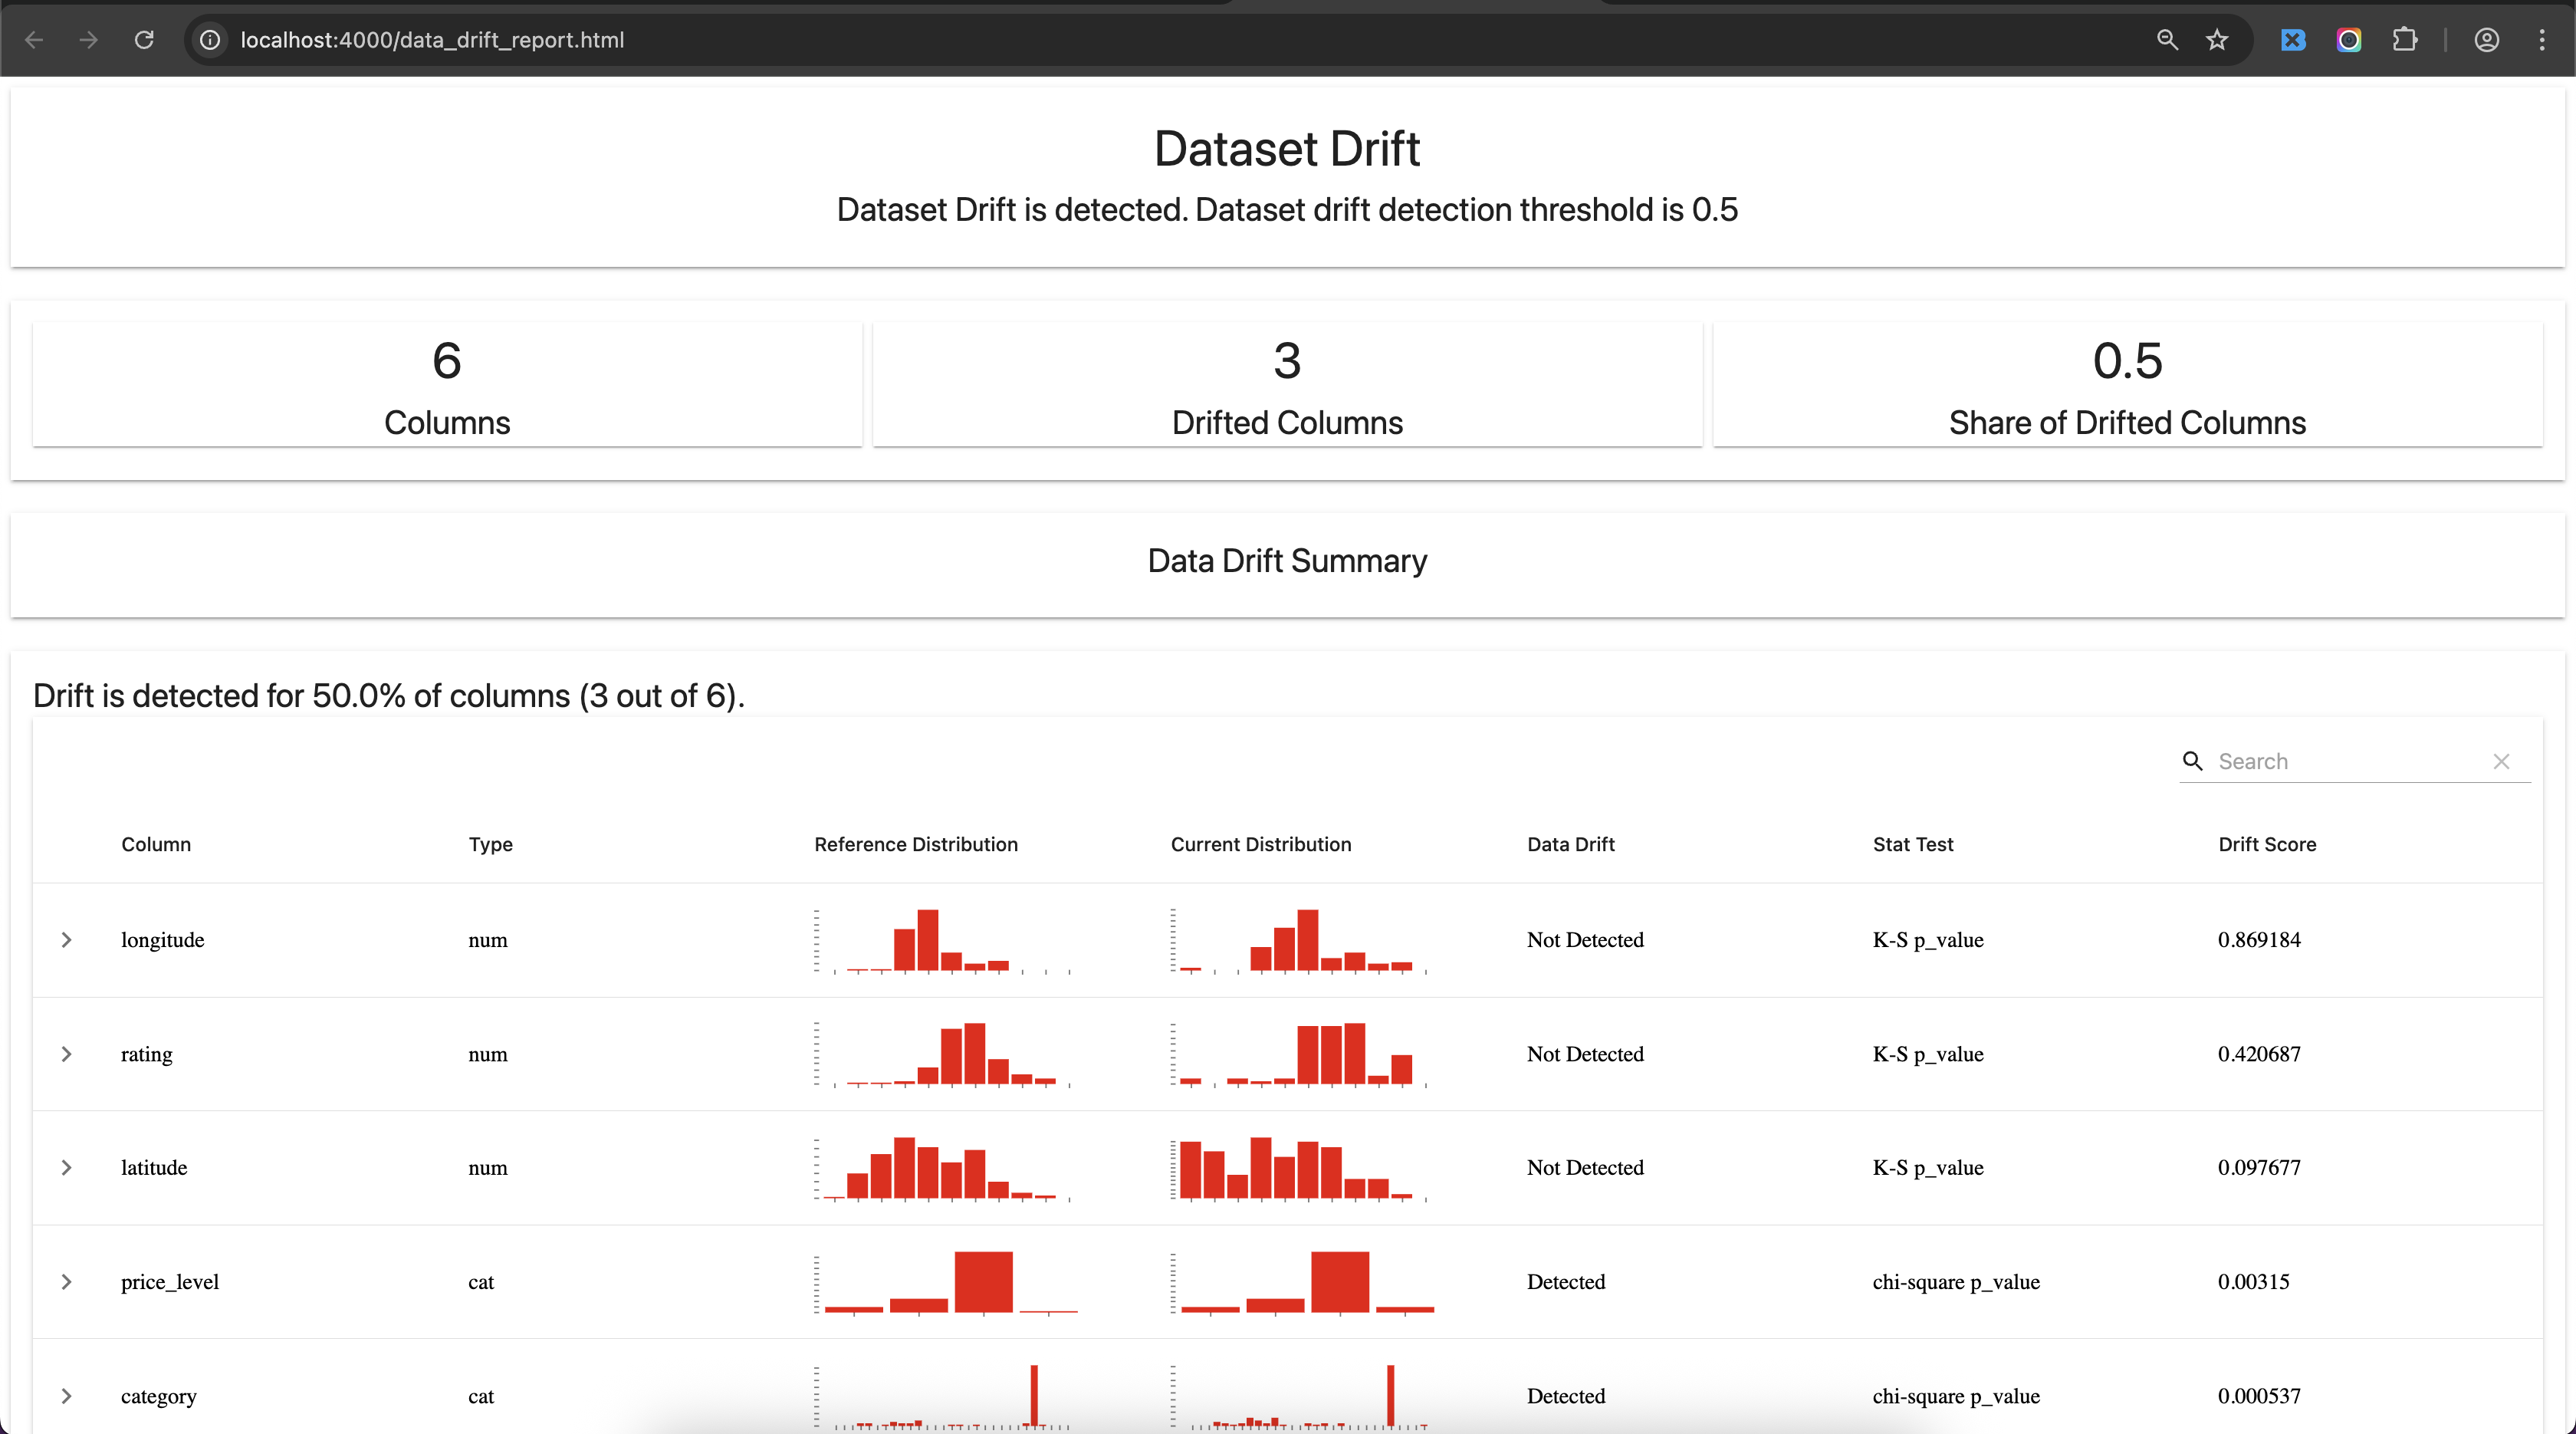 localhost:4000/data_drift_report.html
Dataset Drift
Dataset Drift is detected. Dataset drift detection threshold is 0.5
6
Columns
3
Drifted Columns
0.5
Share of Drifted Columns
Data Drift Summary
Drift is detected for 50.0% of columns (3 out of 6).
Search
Column Type Reference Distribution Current Distribution Data Drift Stat Test Drift Score
longitude num Not Detected K-S p_value 0.869184
rating num Not Detected K-S p_value 0.420687
latitude num Not Detected K-S p_value 0.097677
price_level cat Detected chi-square p_value 0.00315
category cat Detected chi-square p_value 0.000537